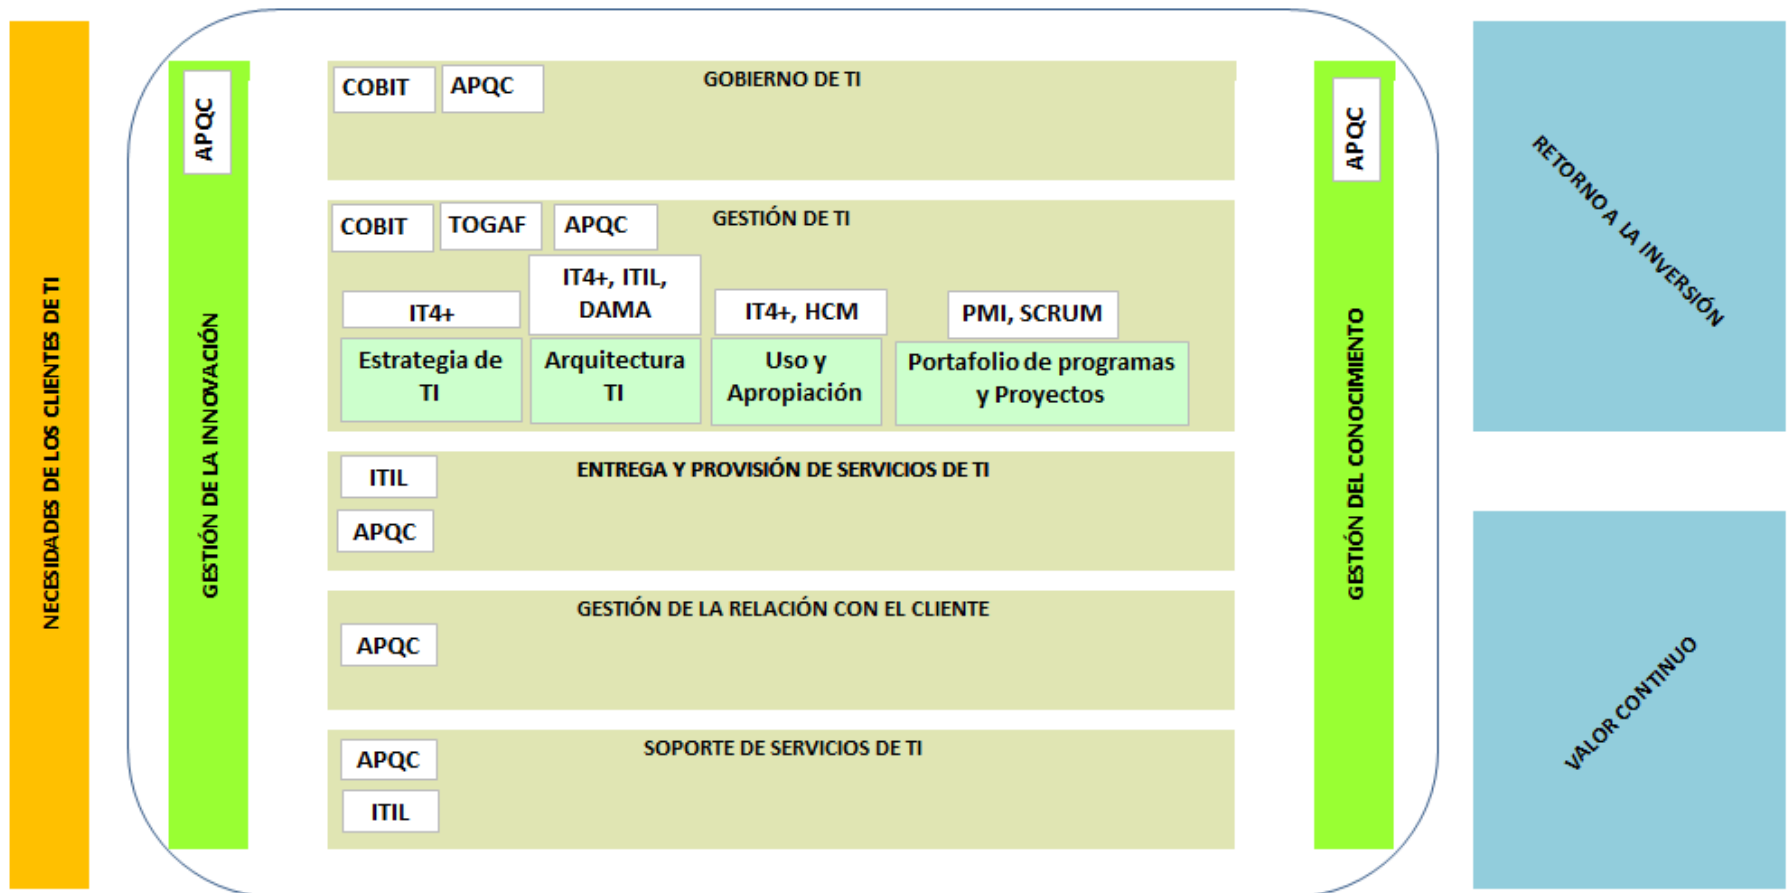 NECESIDADES DE LOS CLIENTES DE TI
APQC
GESTIÓN DE LA INNOVACIÓN
COBIT
APQC
GOBIERNO DE TI
COBIT
TOGAF
APQC
GESTIÓN DE TI
IT4+
IT4+, ITIL,
DAMA
IT4+, HCM
PMI, SCRUM
Estrategia de
TI
Arquitectura
TI
Uso y
Apropiación
Portafolio de programas
y Proyectos
ITIL
APQC
ENTREGA Y PROVISIÓN DE SERVICIOS DE TI
GESTIÓN DE LA RELACIÓN CON EL CLIENTE
APQC
SOPORTE DE SERVICIOS DE TI
APQC
ITIL
APQC
GESTIÓN DEL CONOCIMIENTO
RETORNO A LA INVERSIÓN
VALOR CONTINUO